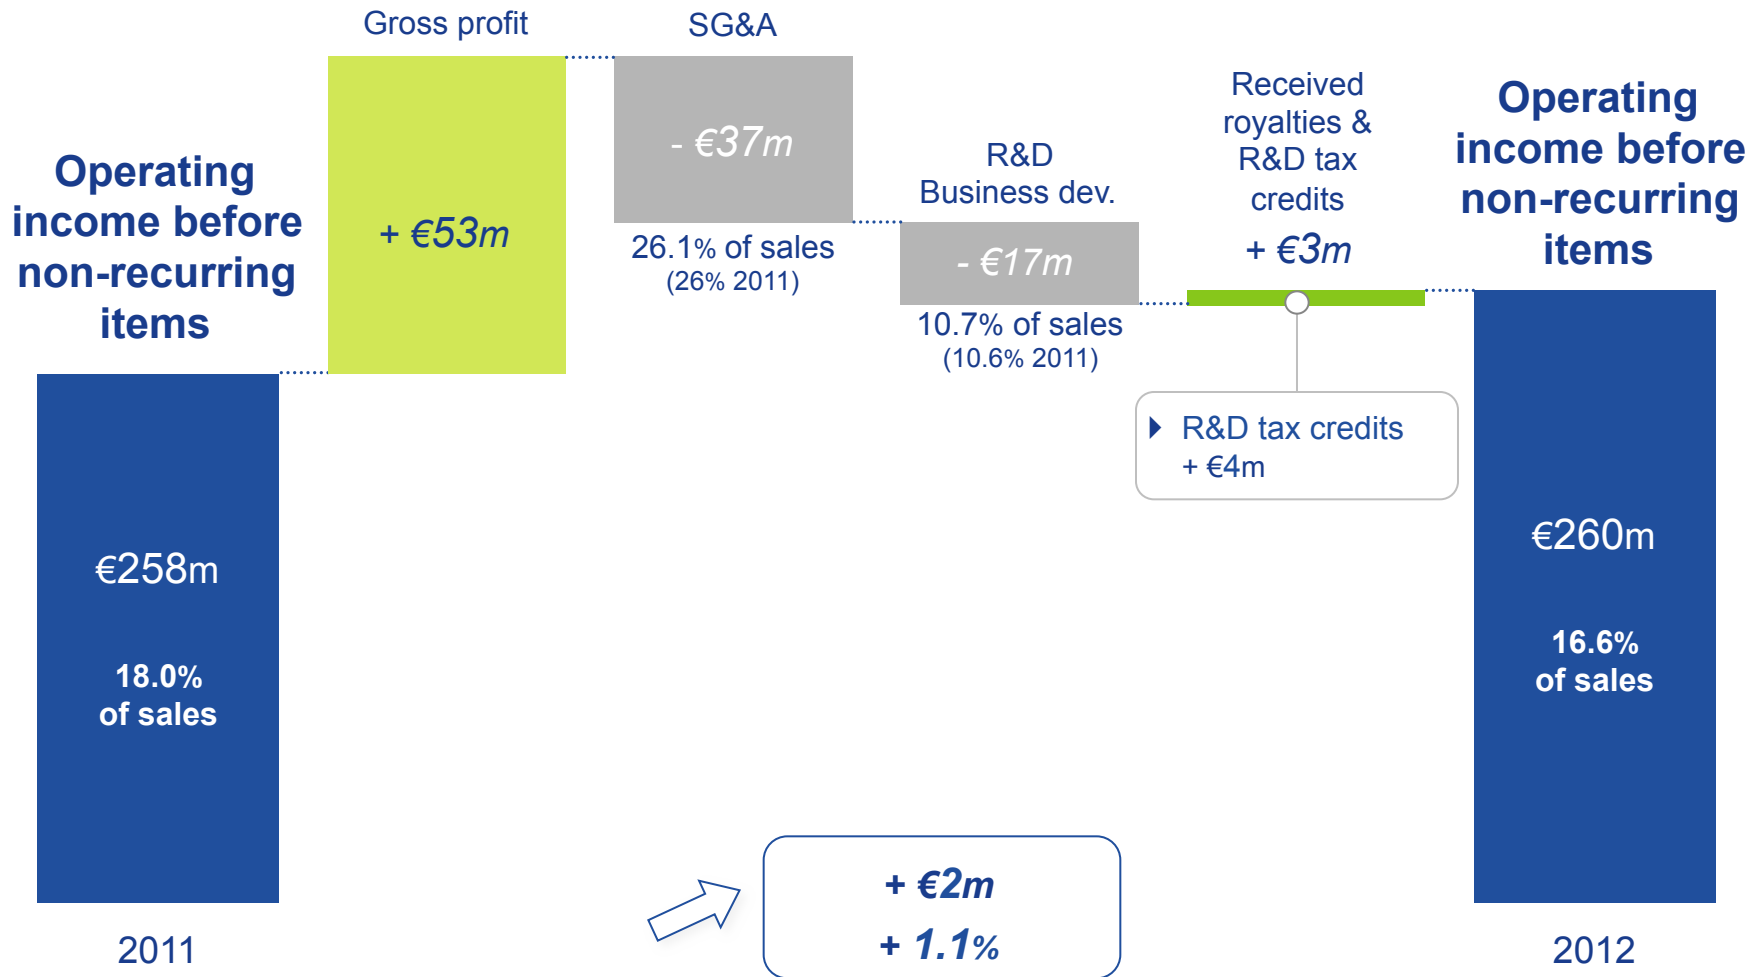 Operating
income before
non-recurring
items
€258m
18.0%
of sales
2011
Gross profit
+ €53m
SG&A
- €37m
26.1% of sales
(26% 2011)
R&D
Business dev.
- €17m
10.7% of sales
(10.6% 2011)
Received
royalties &
R&D tax
credits
+ €3m
R&D tax credits
+ €4m
Operating
income before
non-recurring
items
€260m
16.6%
of sales
2012
+ €2m
+ 1.1%